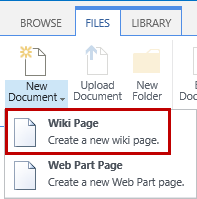 BROWSE FILES LIBRARY
New Document
Upload Document
New Folder
Wiki Page
Create a new wiki page.
Web Part Page
Create a new Web Part page.